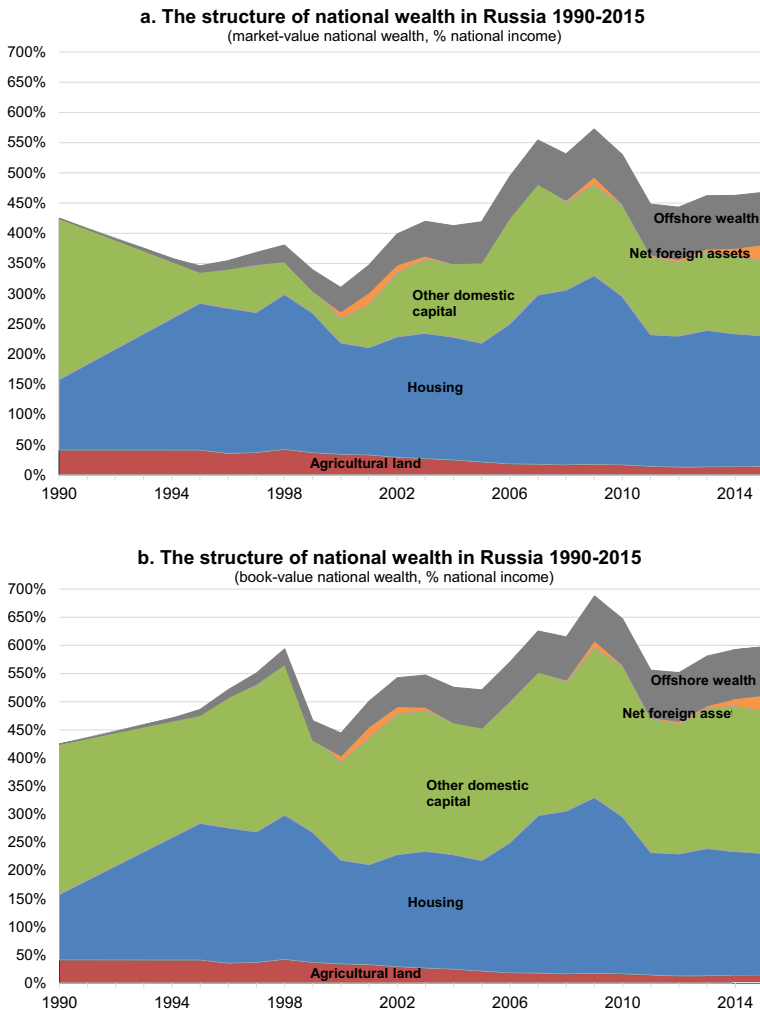 a. The structure of national wealth in Russia 1990-2015
(market-value national wealth, % national income)
700%
650%
600%
550%
500%
450%
400%
350%
300%
250%
200%
150%
100%
50%
0%
Offshore wealth
Net foreign assets
Other domestic
capital
Housing
Agricultural land
1990 1994 1998 2002 2006 2010 2014
b. The structure of national wealth in Russia 1990-2015
(book-value national wealth, % national income)
700%
650%
600%
550%
500%
450%
400%
350%
300%
250%
200%
150%
100%
50%
0%
Offshore wealth
Net foreign asse
Other domestic
capital
Housing
Agricultural land
1990 1994 1998 2002 2006 2010 2014